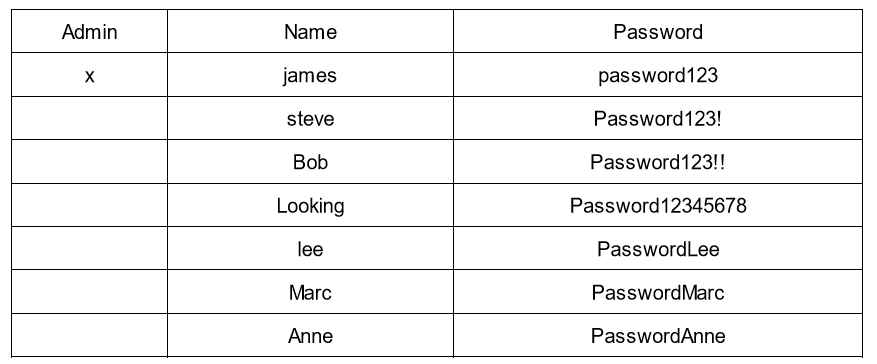 Admin Name Password
x james password123
steve Password123!
Bob Password123!!
Looking Password12345678
lee PasswordLee
Marc PasswordMarc
Anne PasswordAnne